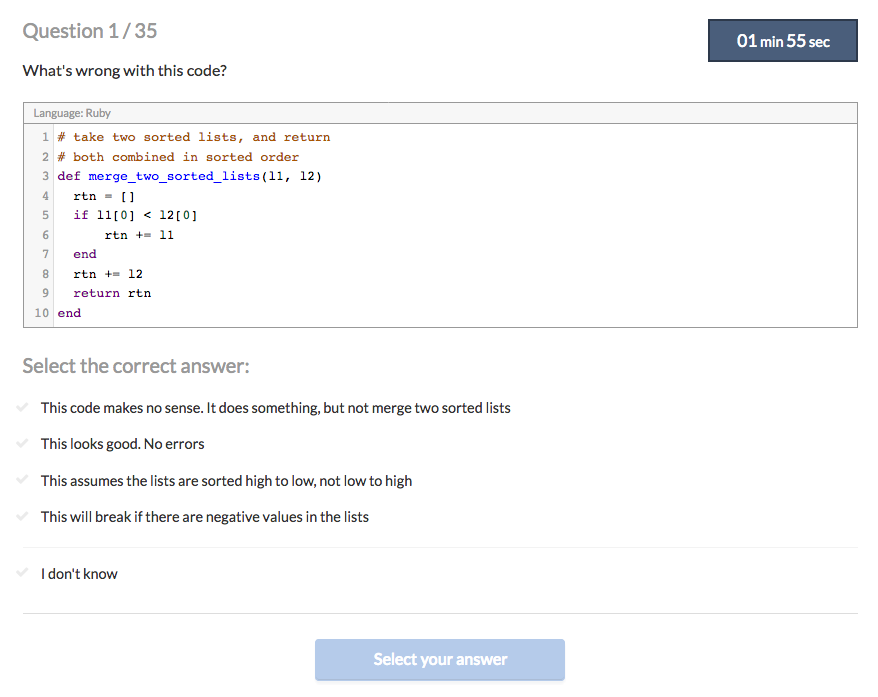 Question 1 / 35
01 min 55 sec
What's wrong with this code?
Language: Ruby
1 # take two sorted lists, and return
2 # both combined in sorted order
3 def merge_two_sorted_lists(l1, l2)
4   rtn = []
5   if l1[0] < l2[0]
6       rtn += l1
7   end
8   rtn += l2
9   return rtn
10 end
Select the correct answer:
This code makes no sense. It does something, but not merge two sorted lists
This looks good. No errors
This assumes the lists are sorted high to low, not low to high
This will break if there are negative values in the lists
I don't know
Select your answer